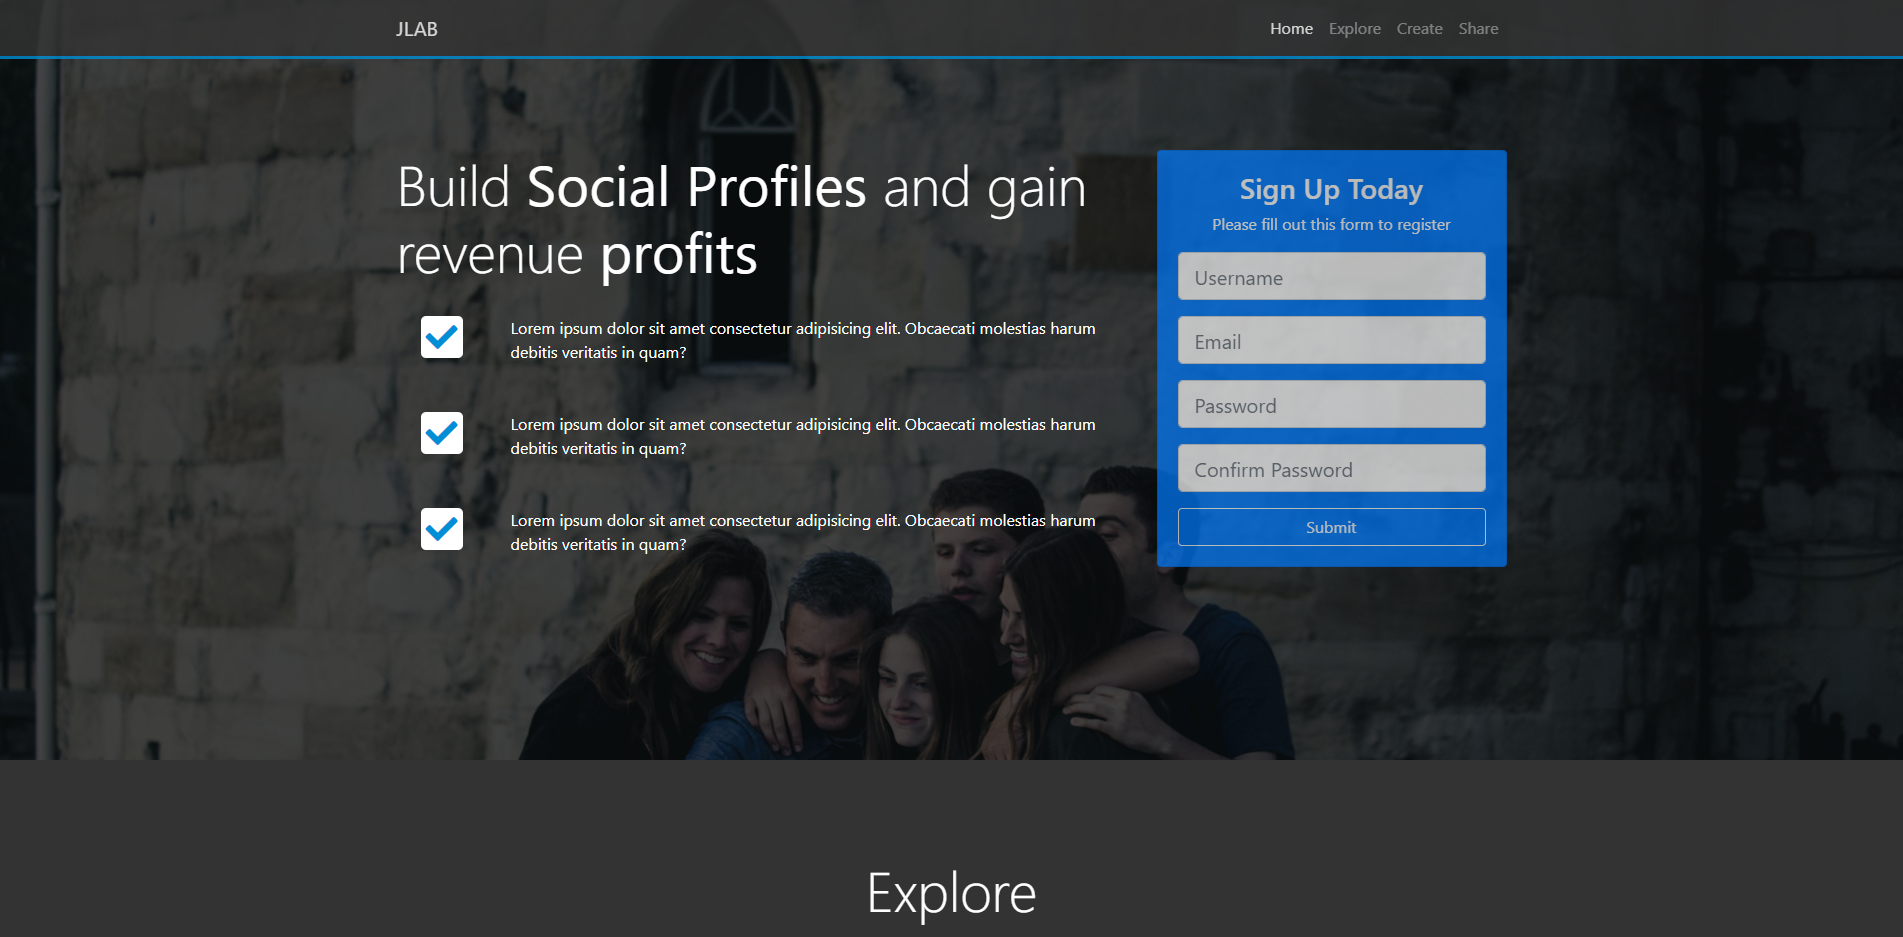 JLAB
Home Explore Create Share
Build Social Profiles and gain
revenue profits
Lorem ipsum dolor sit amet consectetur adipisicing elit. Obcaecati molestias harum
debitis veritatis in quam?
Lorem ipsum dolor sit amet consectetur adipisicing elit. Obcaecati molestias harum
debitis veritatis in quam?
Lorem ipsum dolor sit amet consectetur adipisicing elit. Obcaecati molestias harum
debitis veritatis in quam?
Sign Up Today
Please fill out this form to register
Username
Email
Password
Confirm Password
Submit
Explore